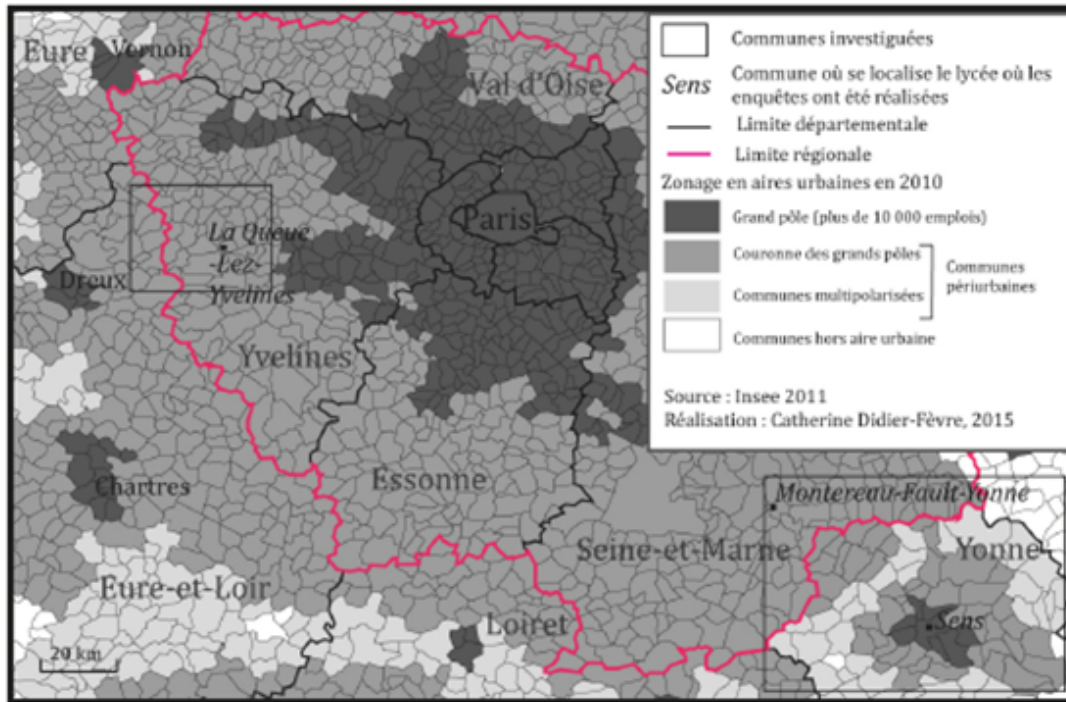 Eure
Vernon
Val d'Oise
Paris
La Queue
-Lez-
Yvelines
Dreux
Yvelines
Chartres
Essonne
Montereau-Fault-Yonne
Seine-et-Marne
Yonne
Eure-et-Loir
Loiret
Sens
20 km
Communes investiguées
Sens
Commune où se localise le lycée où les
enquêtes ont été réalisées
Limite départementale
Limite régionale
Zonage en aires urbaines en 2010
Grand pôle (plus de 10 000 emplois)
Couronne des grands pôles
Communes multipolarisées
Communes
périurbaines
Communes hors aire urbaine
Source : Insee 2011
Réalisation : Catherine Didier-Fèvre, 2015